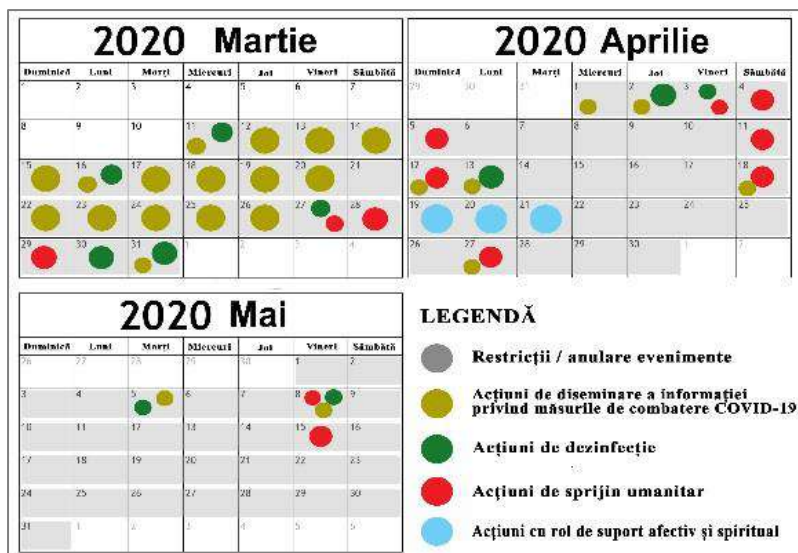 2020 Martie
Duminică Luni Marți Miercuri Joi Vineri Sâmbătă
1 2 3 4 5 6 7
8 9 10 11 12 13 14
15 16 17 18 19 20 21
22 23 24 25 26 27 28
29 30 31 1 2 3 4
2020 Aprilie
Duminică Luni Marți Miercuri Joi Vineri Sâmbătă
29 30 31 1 2 3 4
5 6 7 8 9 10 11
12 13 14 15 16 17 18
19 20 21 22 23 24 25
26 27 28 29 30 1
2020 Mai
Duminică Luni Marți Miercuri Joi Vineri Sâmbătă
26 27 28 29 30 1 2
3 4 5 6 7 8 9
10 11 12 13 14 15 16
17 18 19 20 21 22 23
24 25 26 27 28 29 30
31 1 2 3 4 5
LEGENDĂ
Restricții / anulare evenimente
Acțiuni de diseminare a informației
privind măsurile de combatere COVID-19
Acțiuni de dezinfecție
Acțiuni de sprijin umanitar
Acțiuni cu rol de suport afectiv și spiritual